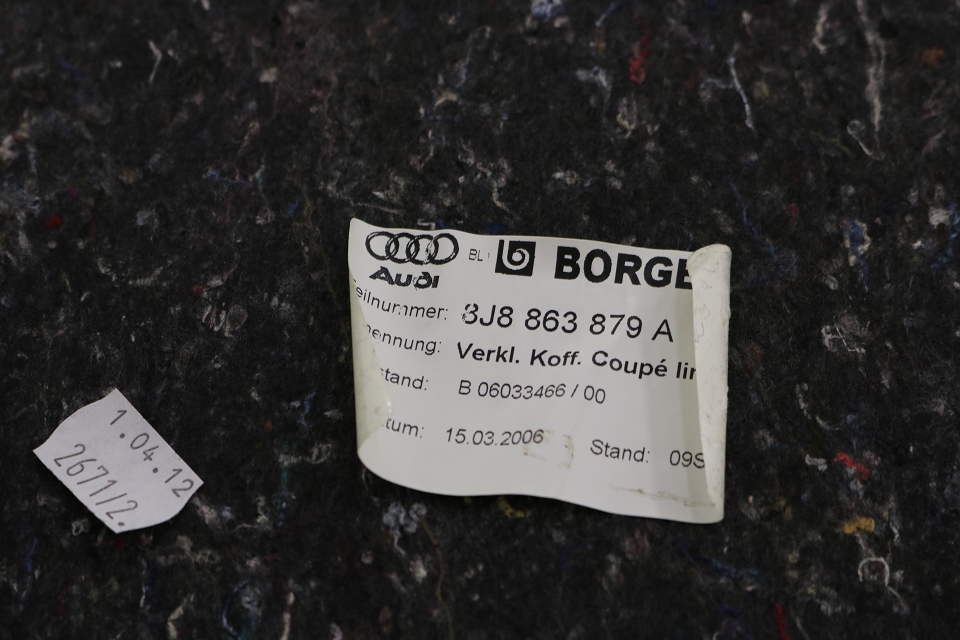 Audi BL b BORGE
eilnummer: 8J8 863 879 A
ennung: Verkl. Koff. Coupé lin
stand: B 06033466 / 00
tum: 15.03.2006 Stand: 09S
1.04.12
2671/2.